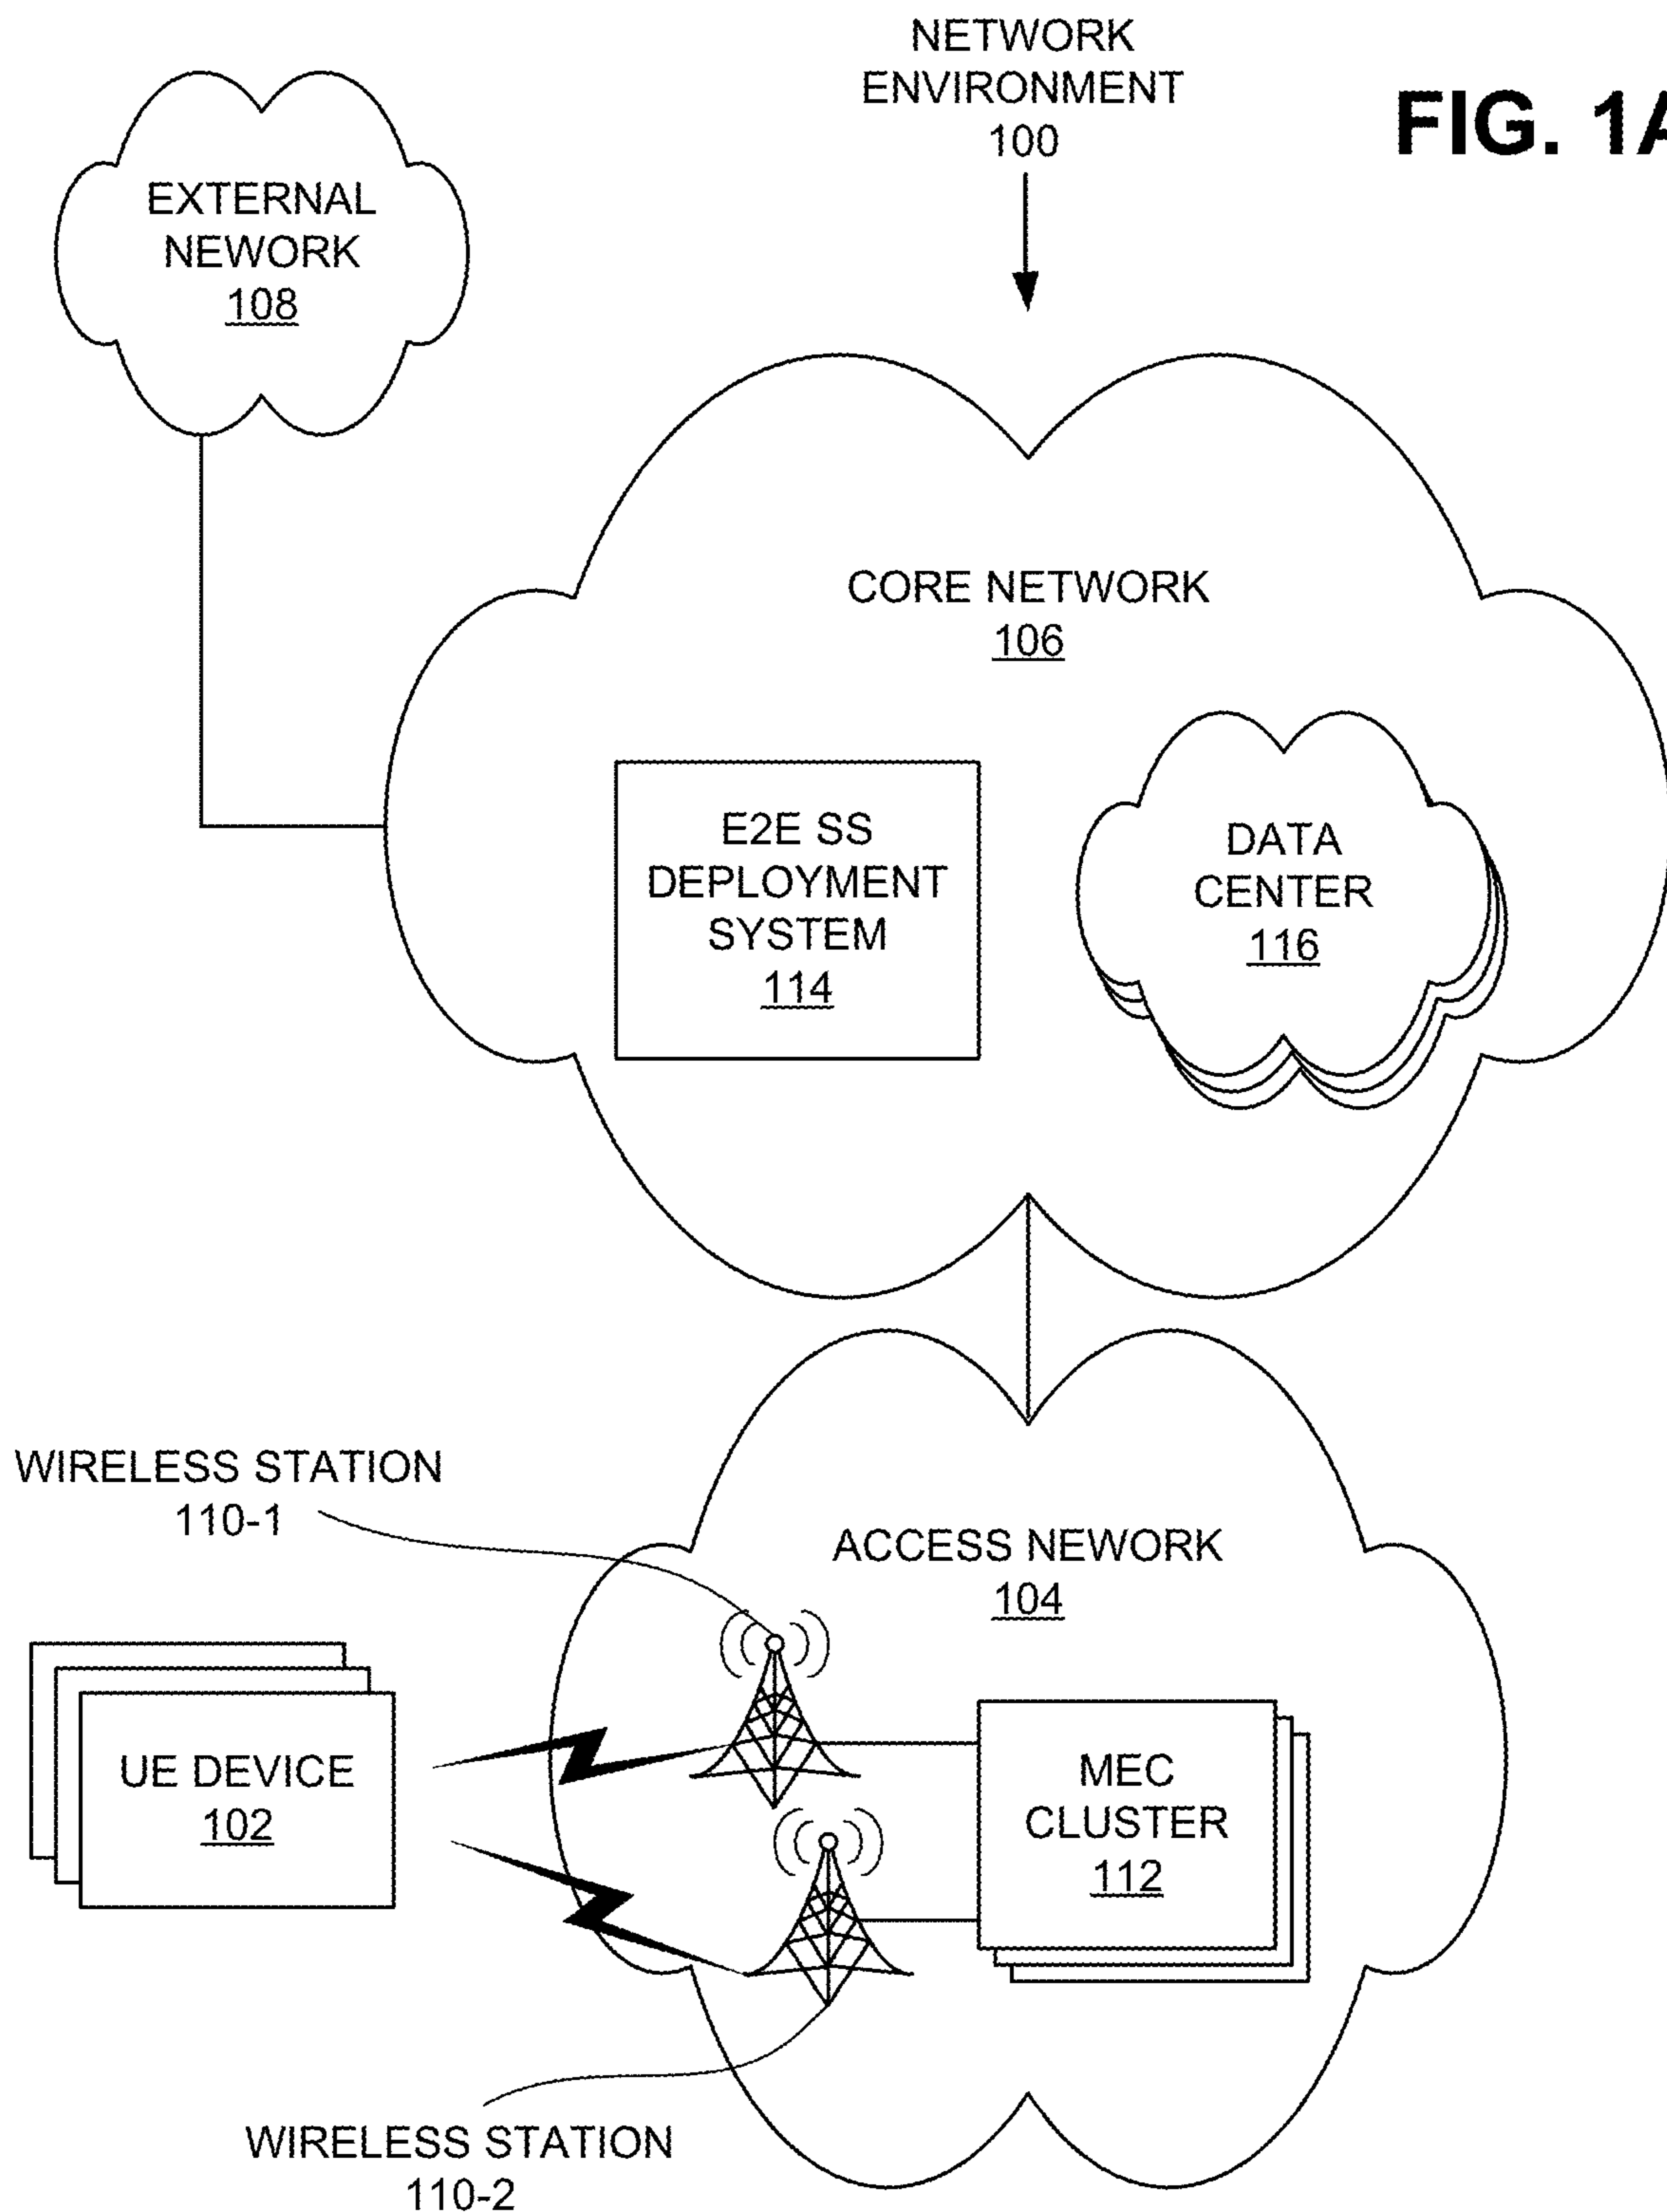 NETWORK
ENVIRONMENT
100
FIG. 1A
EXTERNAL
NEWORK
108
CORE NETWORK
106
E2E SS
DEPLOYMENT
SYSTEM
114
DATA
CENTER
116
WIRELESS STATION
110-1
ACCESS NEWORK
104
UE DEVICE
102
MEC
CLUSTER
112
WIRELESS STATION
110-2